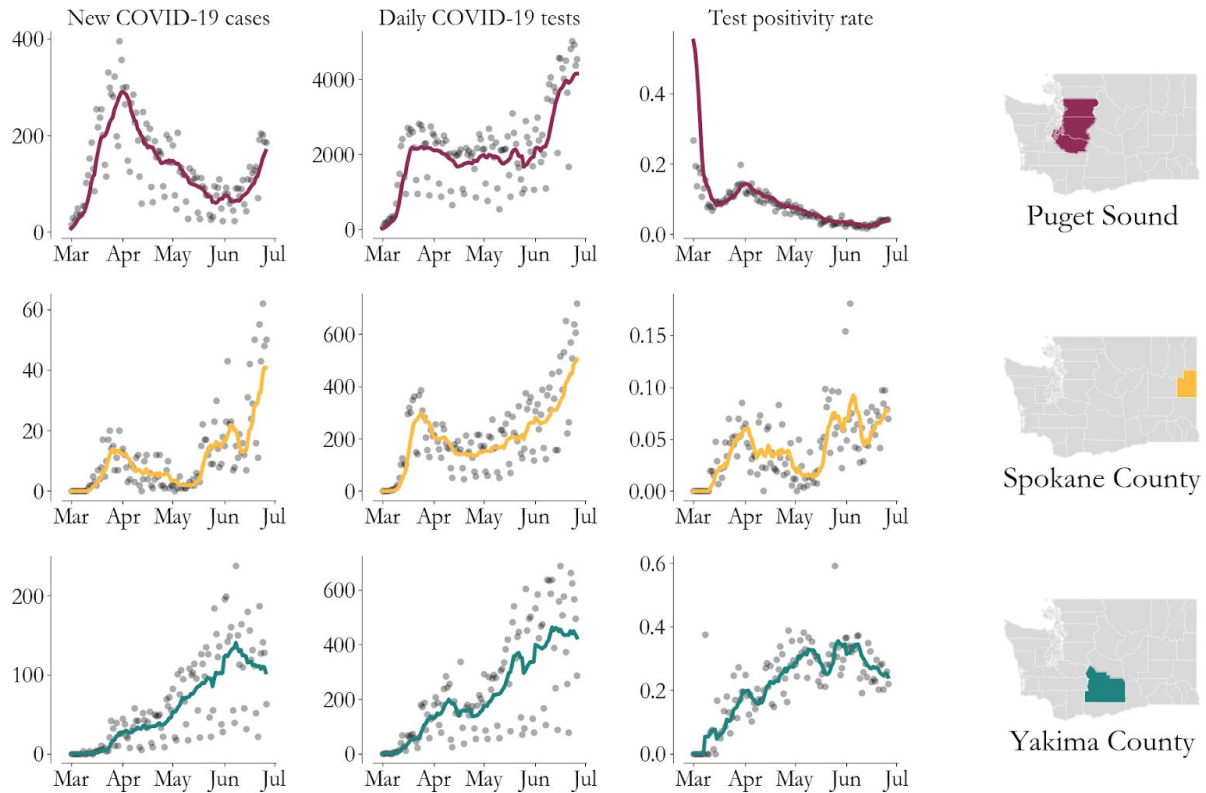 New COVID-19 cases
Daily COVID-19 tests
Test positivity rate
400
200
0
Mar Apr May Jun Jul
4000
2000
0
Mar Apr May Jun Jul
0.4
0.2
0.0
Mar Apr May Jun Jul
Puget Sound
60
40
20
0
Mar Apr May Jun Jul
600
400
200
0
Mar Apr May Jun Jul
0.15
0.10
0.05
0.00
Mar Apr May Jun Jul
Spokane County
200
100
0
Mar Apr May Jun Jul
600
400
200
0
Mar Apr May Jun Jul
0.6
0.4
0.2
0.0
Mar Apr May Jun Jul
Yakima County